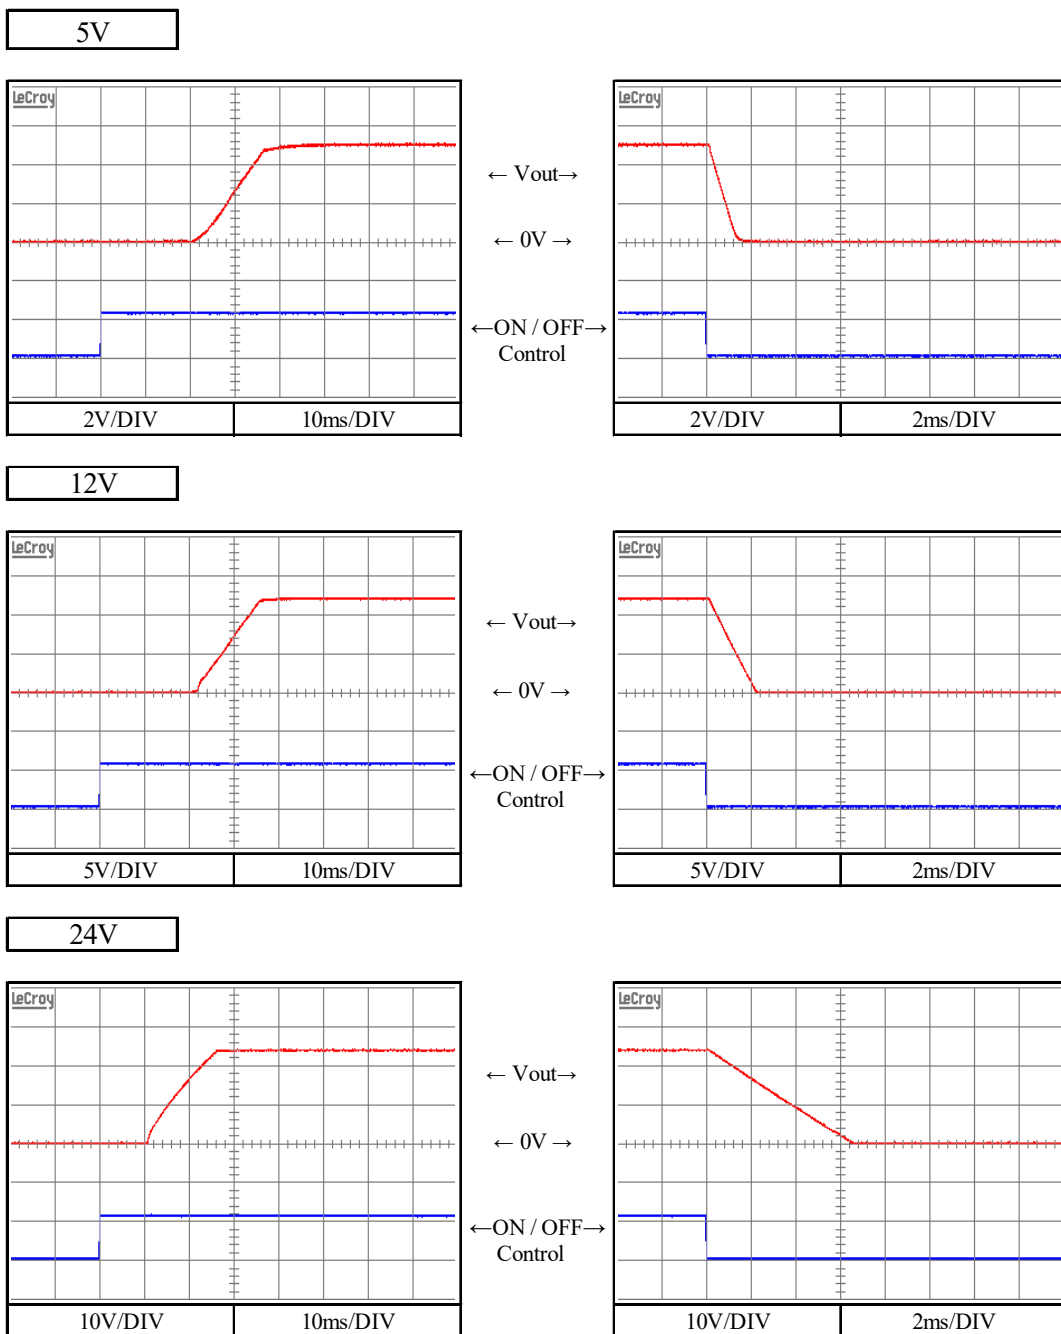 5V
LeCroy
LeCroy
← Vout→
← 0V →
←ON / OFF→
Control
2V/DIV 10ms/DIV
2V/DIV 2ms/DIV
12V
LeCroy
LeCroy
← Vout→
← 0V →
←ON / OFF→
Control
5V/DIV 10ms/DIV
5V/DIV 2ms/DIV
24V
LeCroy
LeCroy
← Vout→
← 0V →
←ON / OFF→
Control
10V/DIV 10ms/DIV
10V/DIV 2ms/DIV